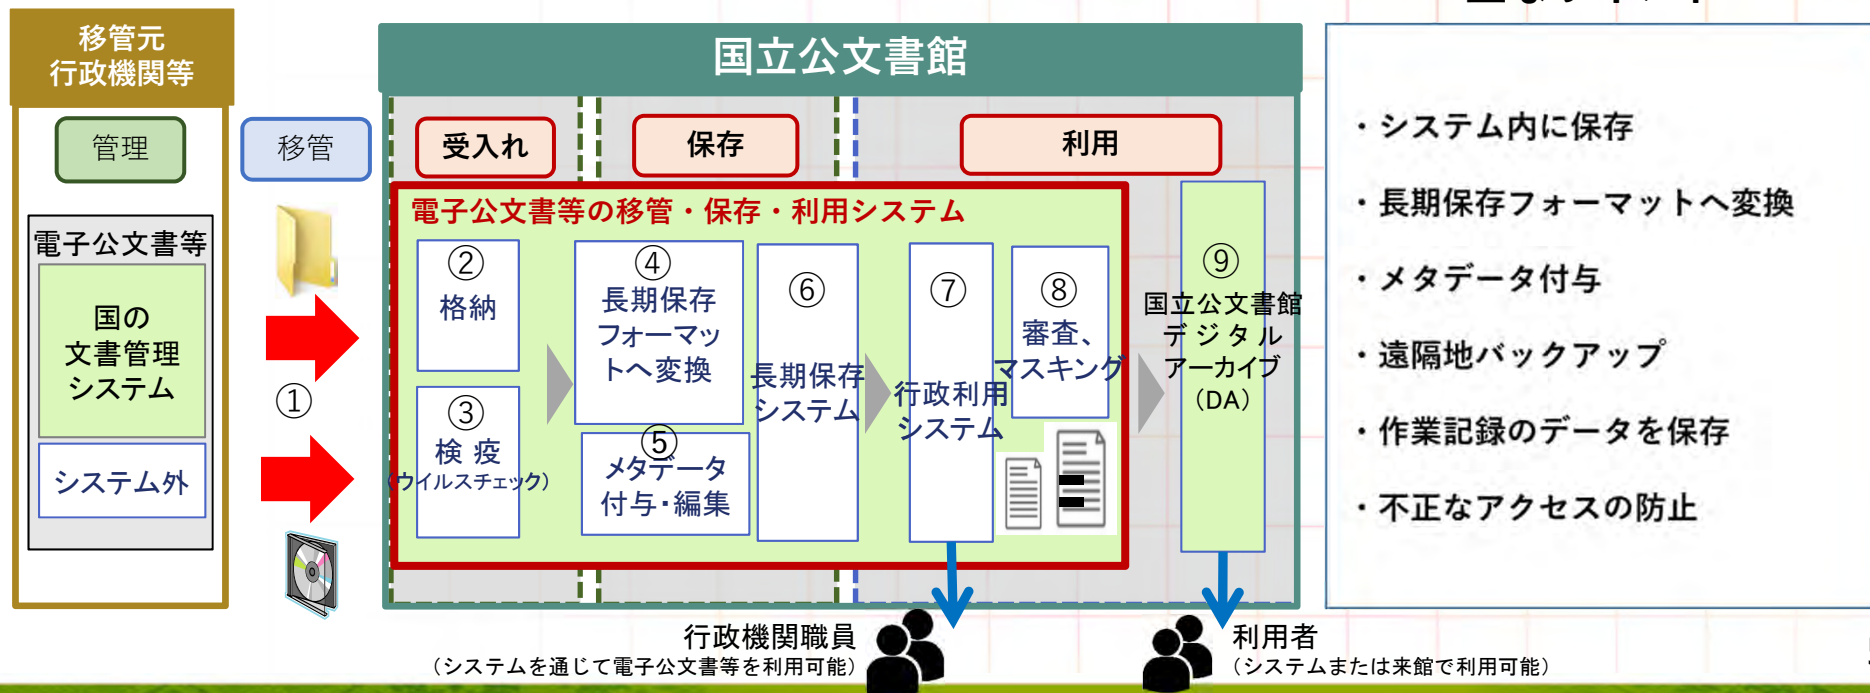 移管元
行政機関等
管理
電子公文書等
国の
文書管理
システム
システム外
移管
①
国立公文書館
受入れ
保存
利用
電子公文書等の移管・保存・利用システム
②
格納
③
検 疫
(ウイルスチェック)
④
長期保存
フォーマッ
トへ変換
⑤
メタデータ
付与・編集
⑥
長期保存
システム
⑦
行政利用
システム
⑧
審査、
マスキング
⑨
国立公文書館
デ ジ タ ル
アーカイブ
(DA)
行政機関職員
(システムを通じて電子公文書等を利用可能)
利用者
(システムまたは来館で利用可能)
・システム内に保存
・長期保存フォーマットへ変換
・メタデータ付与
・遠隔地バックアップ
・作業記録のデータを保存
・不正なアクセスの防止